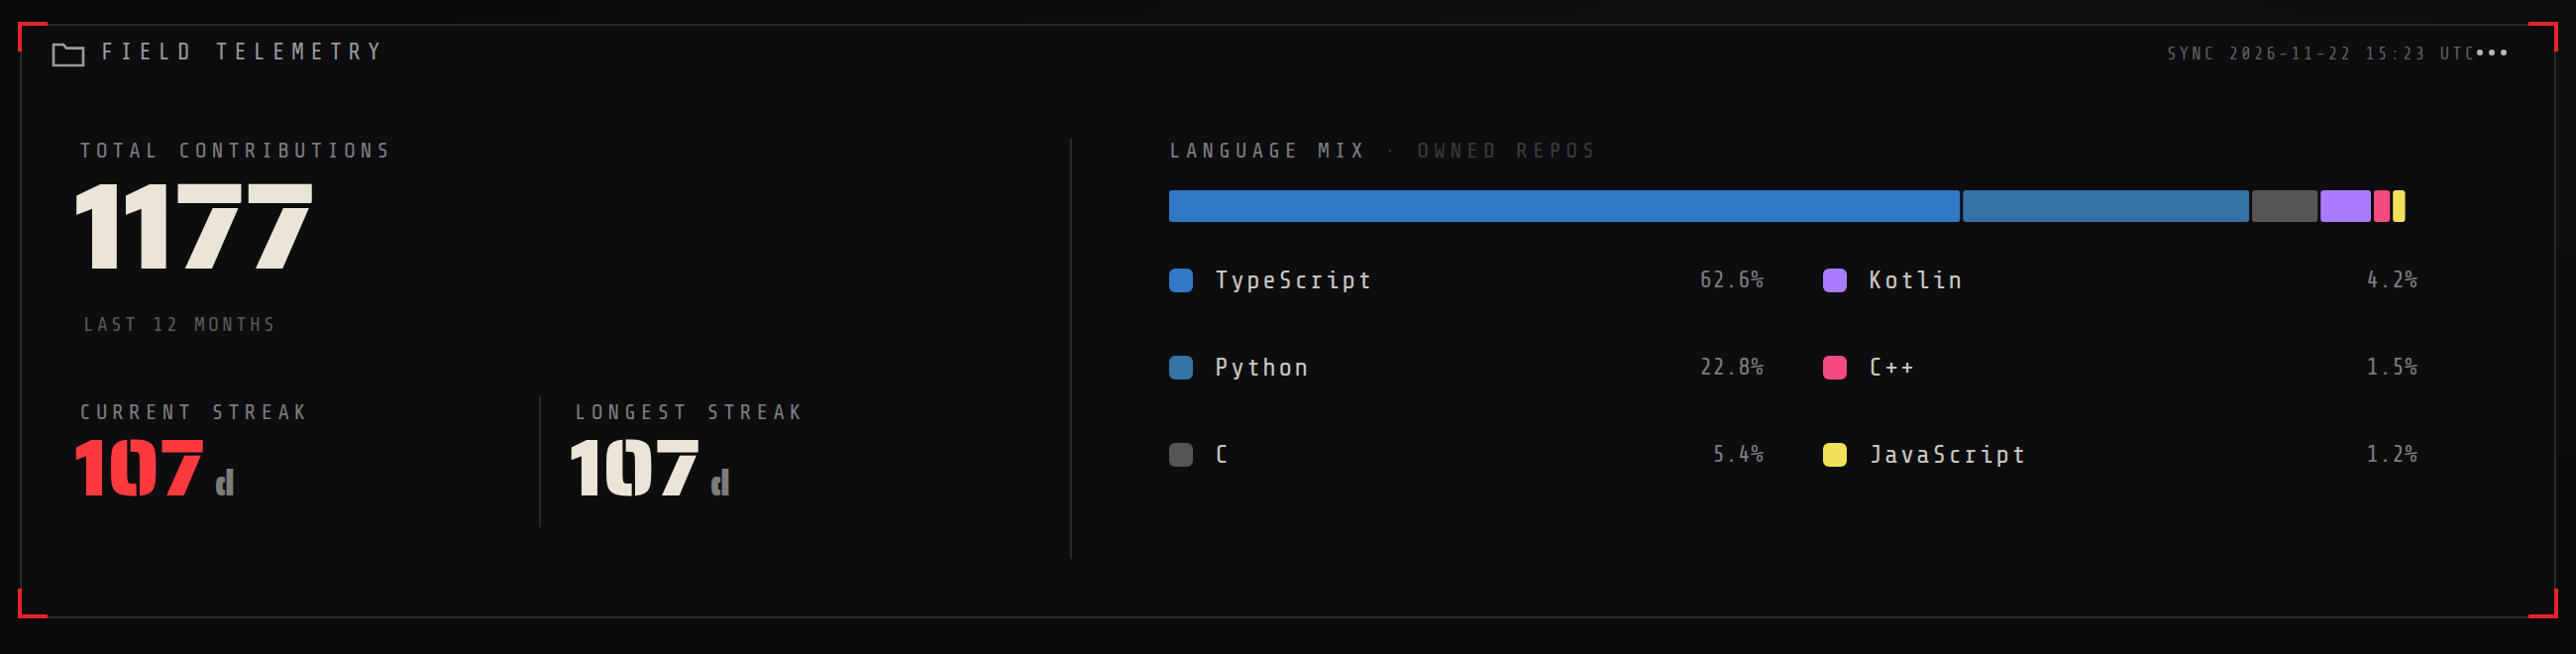 FIELD TELEMETRY
SYNC 2026-11-22 15:23 UTC
TOTAL CONTRIBUTIONS
1177
LAST 12 MONTHS
CURRENT STREAK
107 d
LONGEST STREAK
107 d
LANGUAGE MIX · OWNED REPOS
TypeScript 62.6%
Kotlin 4.2%
Python 22.8%
C++ 1.5%
C 5.4%
JavaScript 1.2%